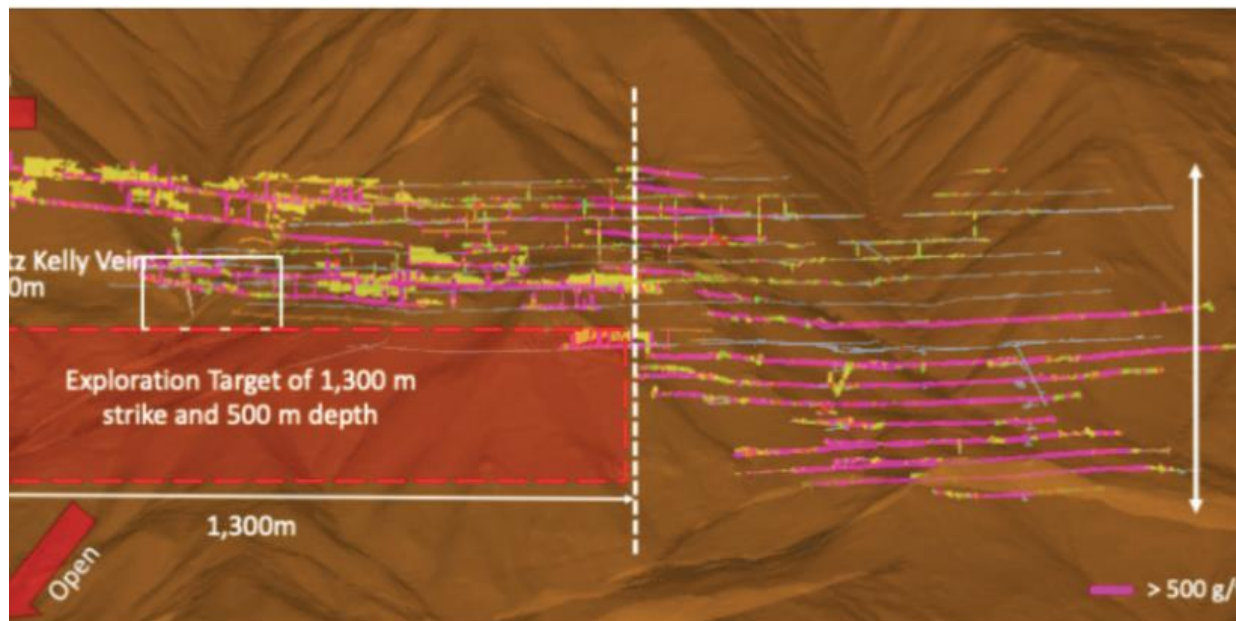 tz Kelly Vein
0m
Exploration Target of 1,300 m
strike and 500 m depth
1,300m
Open
> 500 g/